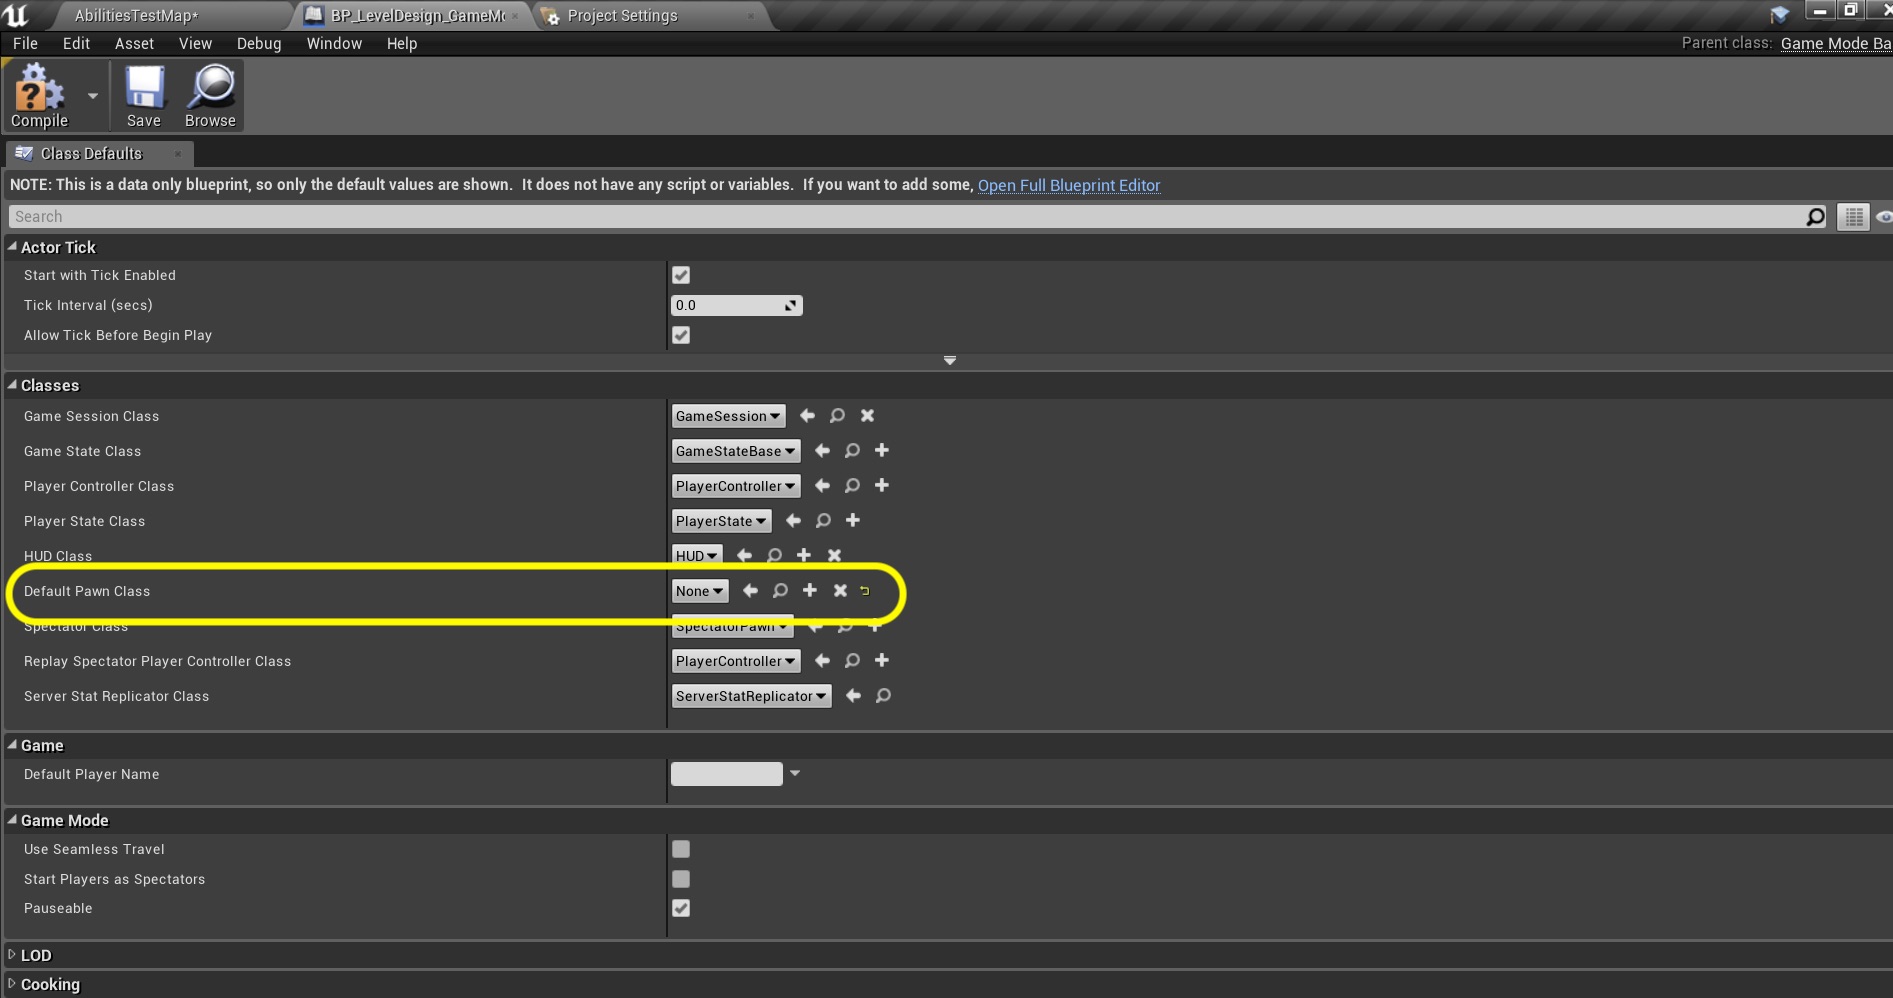 AbilitiesTestMap*
BP_LevelDesign_GameMo
Project Settings
File Edit Asset View Debug Window Help
Parent class: Game Mode Ba
Compile
Save
Browse
Class Defaults
NOTE: This is a data only blueprint, so only the default values are shown. It does not have any script or variables. If you want to add some, Open Full Blueprint Editor
Search
Actor Tick
Start with Tick Enabled
Tick Interval (secs) 0.0
Allow Tick Before Begin Play
Classes
Game Session Class GameSession
Game State Class GameStateBase
Player Controller Class PlayerController
Player State Class PlayerState
HUD Class HUD
Default Pawn Class None
Spectator Class SpectatorPawn
Replay Spectator Player Controller Class PlayerController
Server Stat Replicator Class ServerStatReplicator
Game
Default Player Name
Game Mode
Use Seamless Travel
Start Players as Spectators
Pauseable
LOD
Cooking